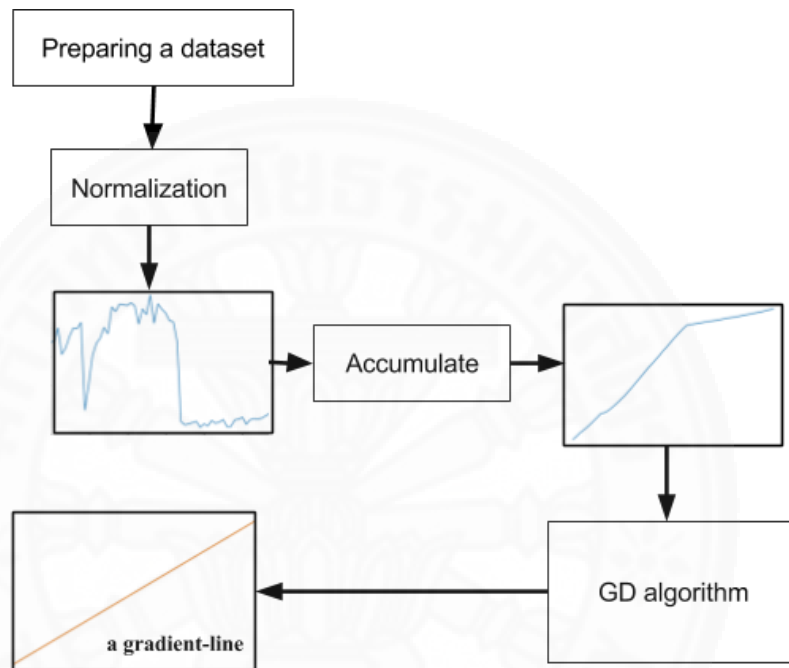 Preparing a dataset
Normalization
Accumulate
GD algorithm
a gradient-line